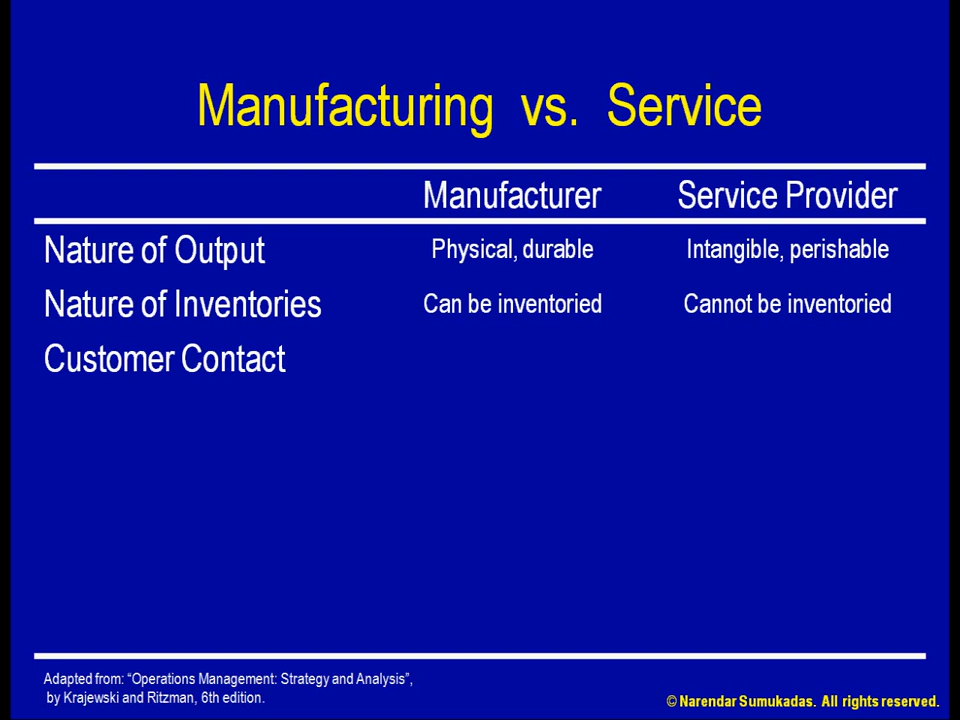 Manufacturing vs. Service
Manufacturer Service Provider
Nature of Output Physical, durable Intangible, perishable
Nature of Inventories Can be inventoried Cannot be inventoried
Customer Contact
Adapted from: “Operations Management: Strategy and Analysis”,
by Krajewski and Ritzman, 6th edition.
© Narendar Sumukadas. All rights reserved.